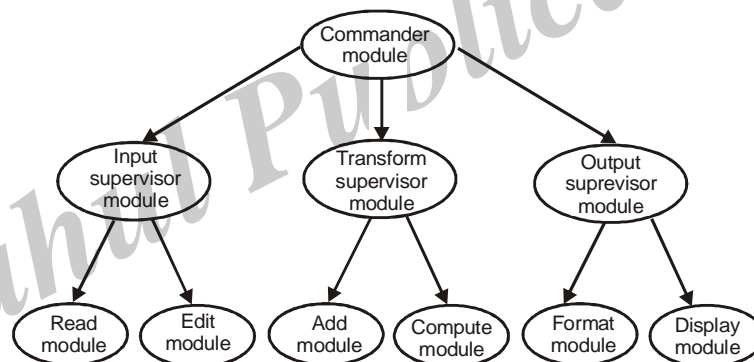 Commander
module
Input
supervisor
module
Transform
supervisor
module
Output
suprevisor
module
Read
module
Edit
module
Add
module
Compute
module
Format
module
Display
module